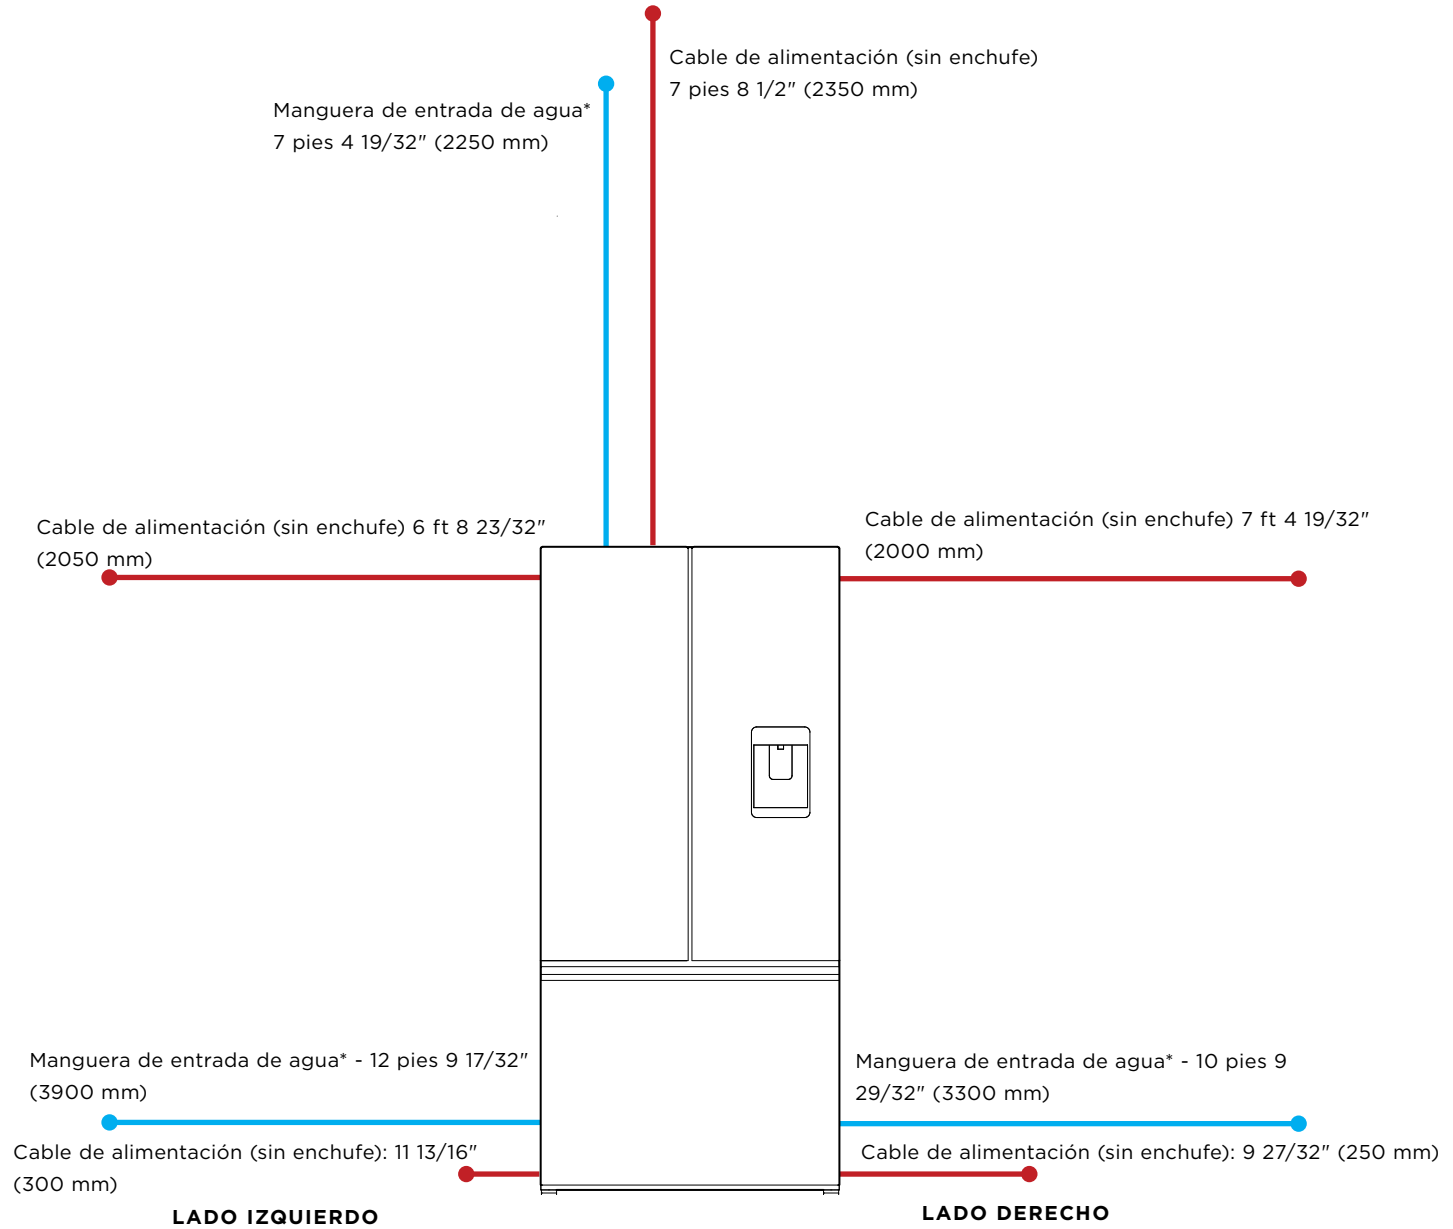 Cable de alimentación (sin enchufe)
7 pies 8 1/2" (2350 mm)
Manguera de entrada de agua*
7 pies 4 19/32" (2250 mm)
Cable de alimentación (sin enchufe) 6 ft 8 23/32"
(2050 mm)
Cable de alimentación (sin enchufe) 7 ft 4 19/32"
(2000 mm)
Manguera de entrada de agua* - 12 pies 9 17/32"
(3900 mm)
Manguera de entrada de agua* - 10 pies 9
29/32" (3300 mm)
Cable de alimentación (sin enchufe): 11 13/16"
(300 mm)
Cable de alimentación (sin enchufe): 9 27/32" (250 mm)
LADO IZQUIERDO
LADO DERECHO